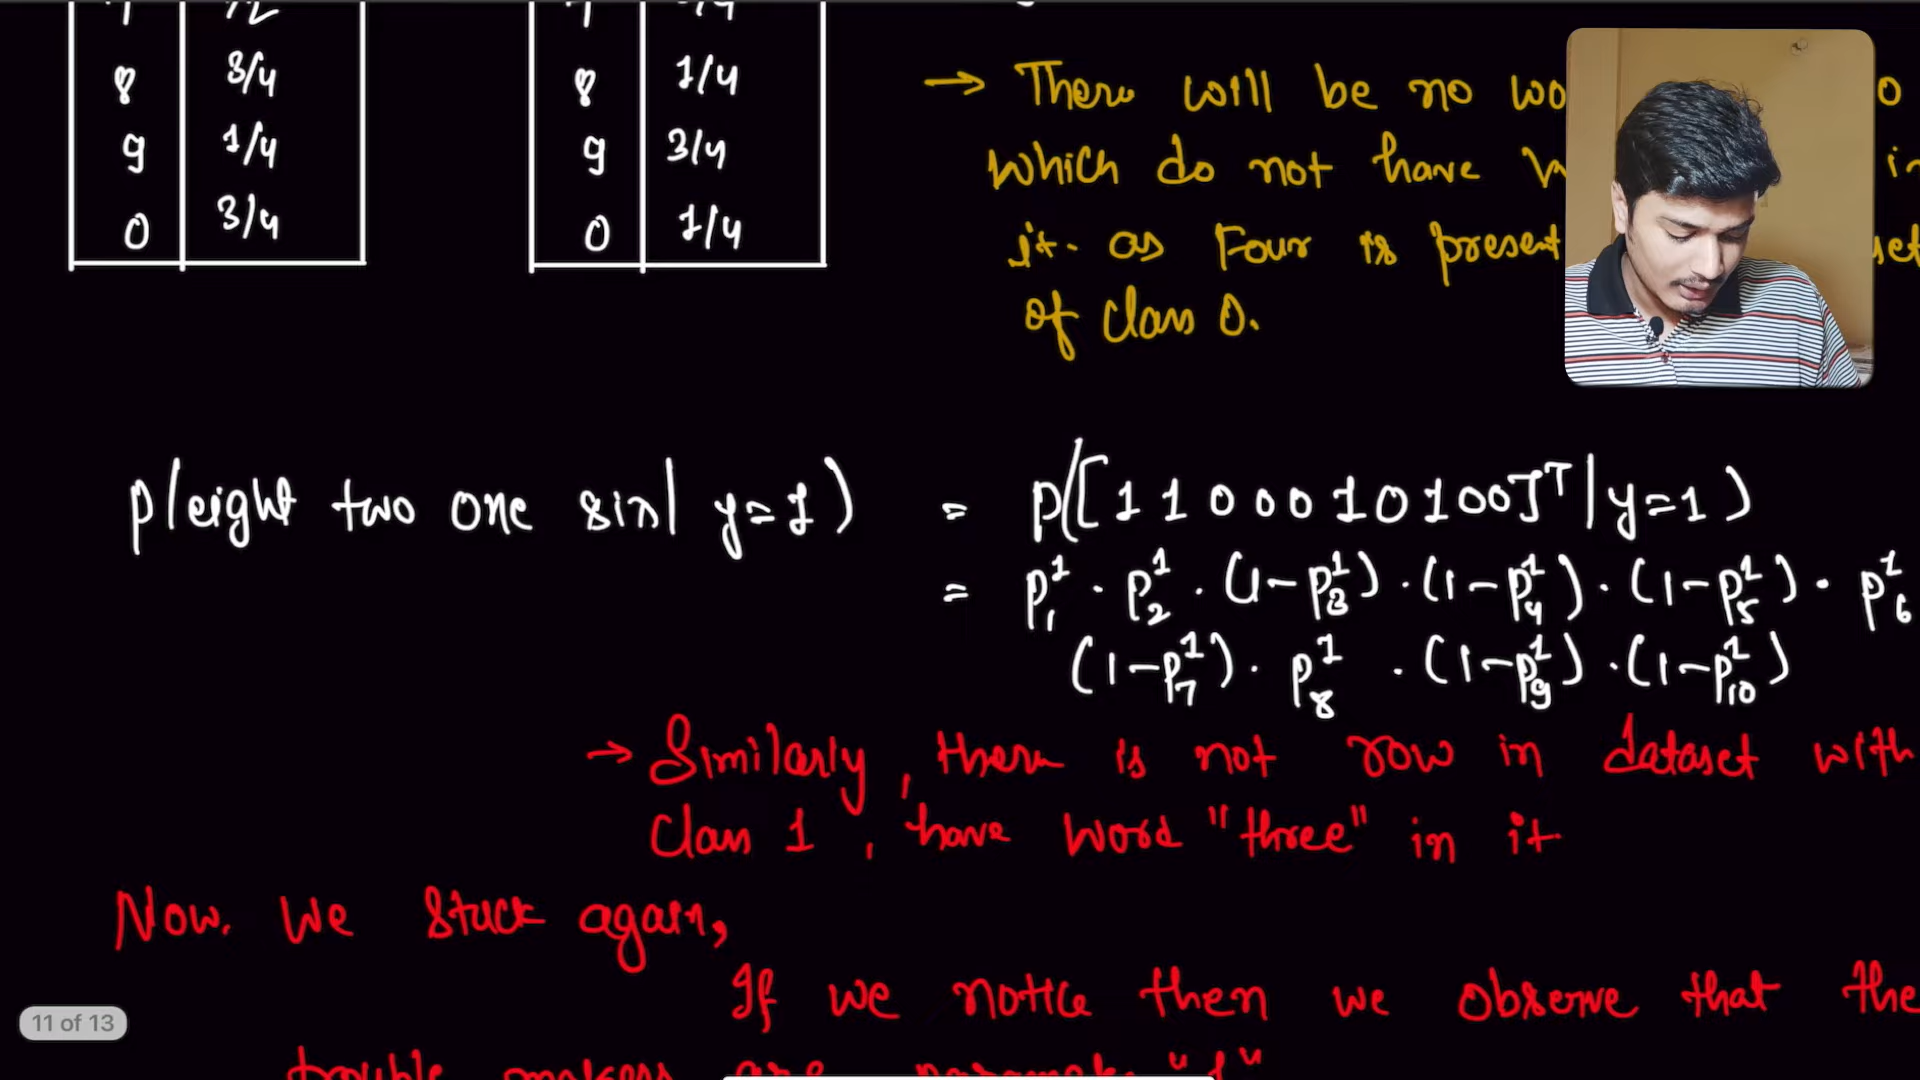 8 3/4
9 1/4
0 3/4
8 1/4
9 3/4
0 1/4
→ There will be no
which do not have
it. as Four is present
of class 0.
p(eight two one six| y=1) = p([1 1 0 0 0 1 0 1 0 0]ᵀ | y=1)
= p₁¹ · p₂¹ · (1-p₃¹) · (1-p₄¹) · (1-p₅¹) · p₆¹
(1-p₇¹) · p₈¹ · (1-p₉¹) · (1-p₁₀¹)
→ Similarly, there is not row in dataset with
Class 1, have word "three" in it
Now. We stuck again,
If we notice then we observe that the
11 of 13
trouble makers are "1"